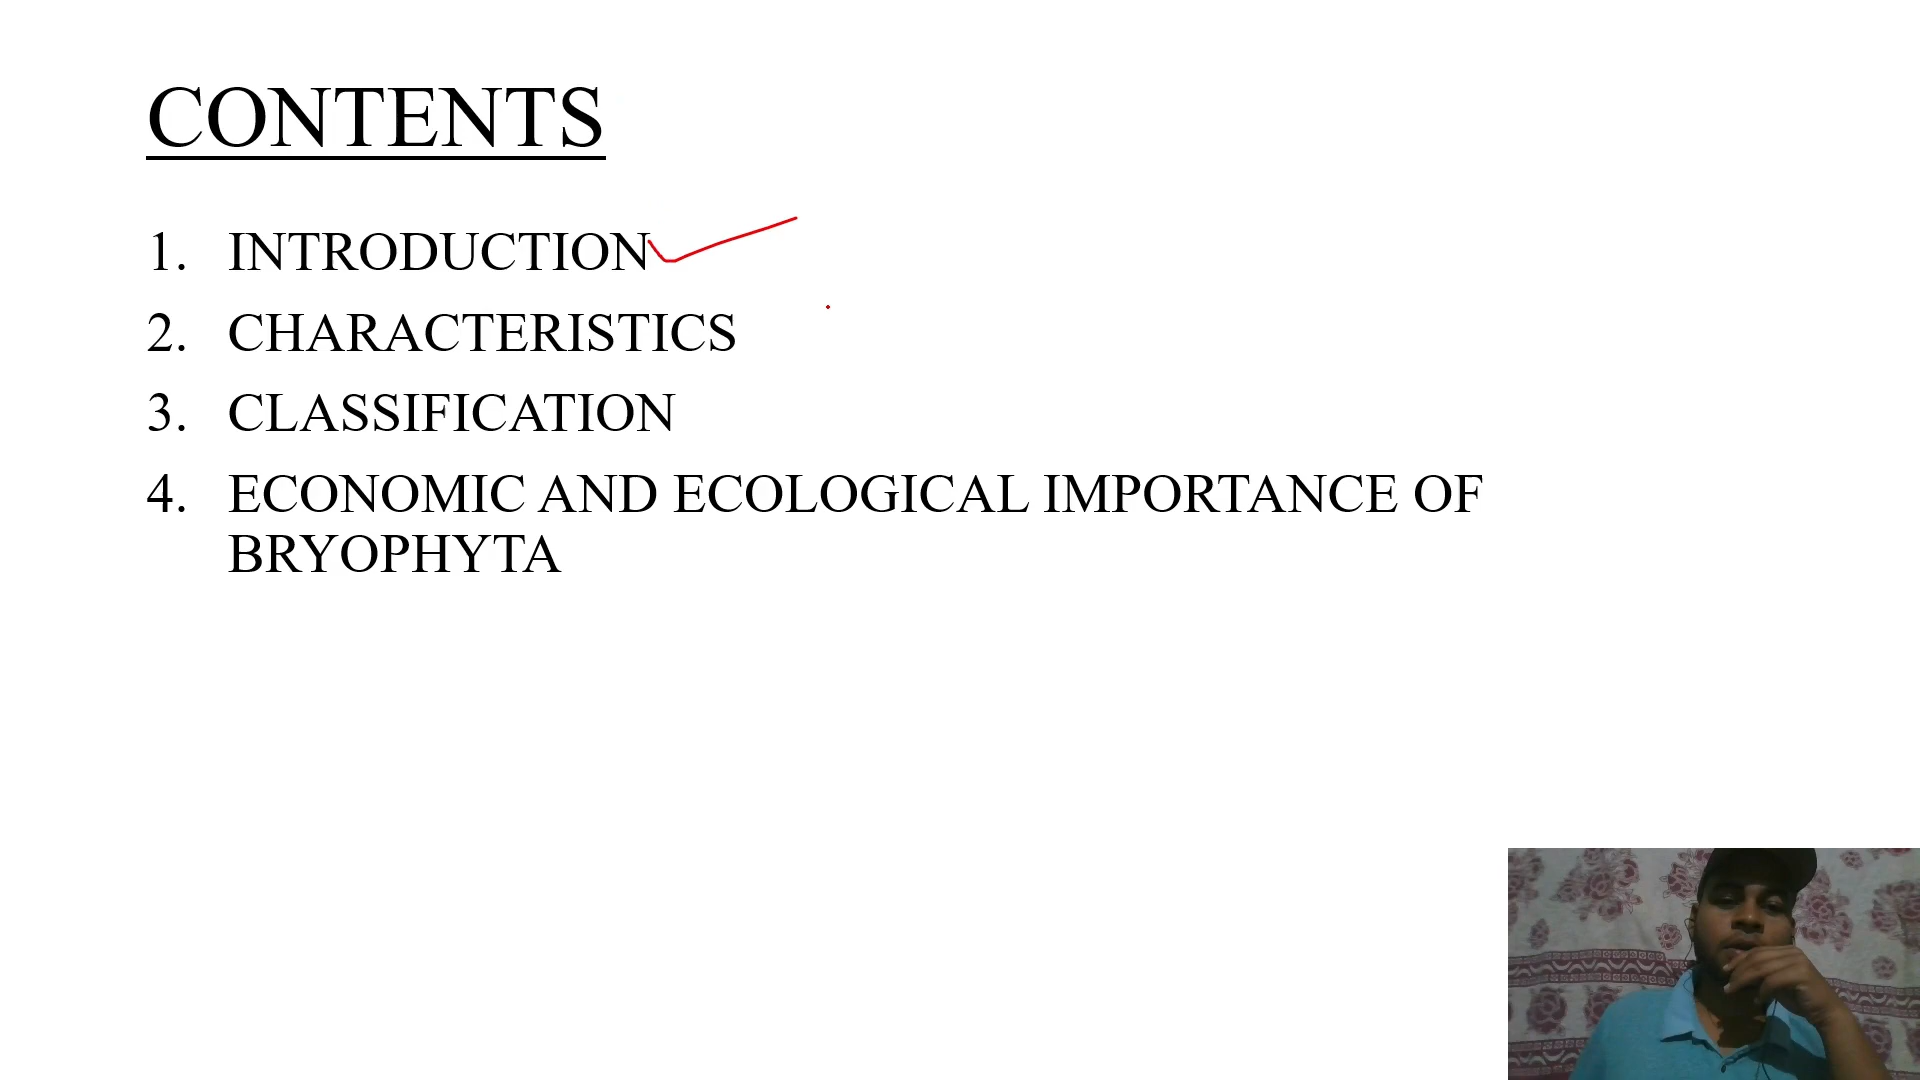 CONTENTS
1. INTRODUCTION
2. CHARACTERISTICS
3. CLASSIFICATION
4. ECONOMIC AND ECOLOGICAL IMPORTANCE OF
BRYOPHYTA